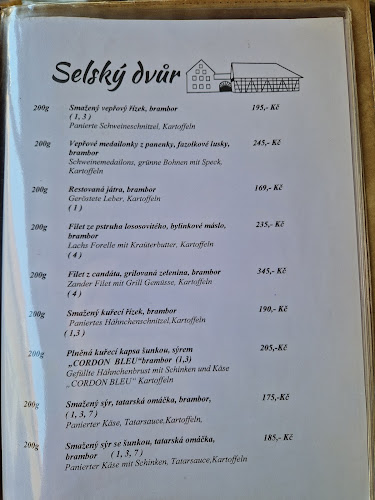 Selský dvůr
200g Smažený vepřový řízek, brambor 195,- Kč
( 1, 3 )
Panierte Schweineschnitzel, Kartoffeln
200g Vepřové medailonky z panenky, fazolkové lusky, 245,- Kč
brambor
Schweinemedailons, grünne Bohnen mit Speck,
Kartoffeln
200g Restovaná játra, brambor 169,- Kč
Geröstete Leber, Kartoffeln
( 1 )
200g Filet ze pstruha lososovitého, bylinkové máslo, 235,- Kč
brambor
Lachs Forelle mit Kraüterbutter, Kartoffeln
( 4 )
200g Filet z candáta, grilovaná zelenina, brambor 345,- Kč
Zander Filet mit Grill Gemüsse, Kartoffeln
( 4 )
200g Smažený kuřecí řízek, brambor 190,- Kč
Paniertes Hähnchenschnitzel,Kartoffeln
(1,3 )
200g Plněná kuřecí kapsa šunkou, sýrem 205,-Kč
„CORDON BLEU“brambor (1,3)
Gefüllte Hähnchenbrust mit Schinken und Käse
„CORDON BLEU“ Kartoffeln
200g Smažený sýr, tatarská omáčka, brambor, 175,-Kč
( 1, 3, 7 )
Panierter Käse, Tatarsauce,Kartoffeln,
200g Smažený sýr se šunkou, tatarská omáčka, 185,- Kč
brambor ( 1, 3, 7 )
Panierter Käse mit Schinken, Tatarsauce,Kartoffeln